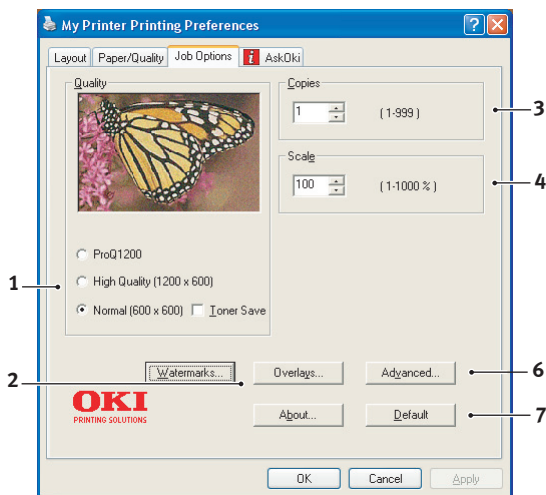 My Printer Printing Preferences
Layout Paper/Quality Job Options i AskOki
Quality
Copies
1 (1-999)
3
Scale
100 (1-1000 %)
4
ProQ1200
High Quality (1200 x 600)
1
Normal (600 x 600) Toner Save
Watermarks... Overlays... Advanced...
6
2
OKI
PRINTING SOLUTIONS
About... Default
7
OK Cancel Apply